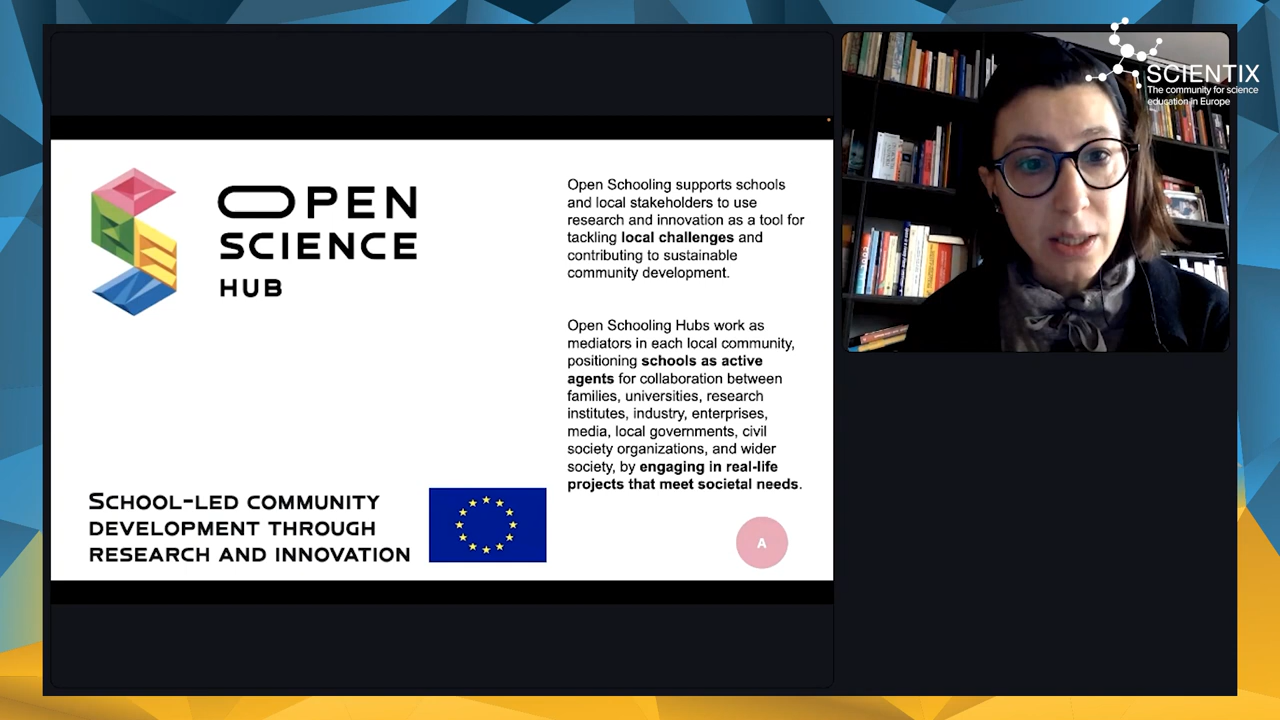 OPEN
SCIENCE
HUB
SCHOOL-LED COMMUNITY
DEVELOPMENT THROUGH
RESEARCH AND INNOVATION
Open Schooling supports schools
and local stakeholders to use
research and innovation as a tool for
tackling local challenges and
contributing to sustainable
community development.
Open Schooling Hubs work as
mediators in each local community,
positioning schools as active
agents for collaboration between
families, universities, research
institutes, industry, enterprises,
media, local governments, civil
society organizations, and wider
society, by engaging in real-life
projects that meet societal needs.
A
SCIENTIX
The community for science
education in Europe